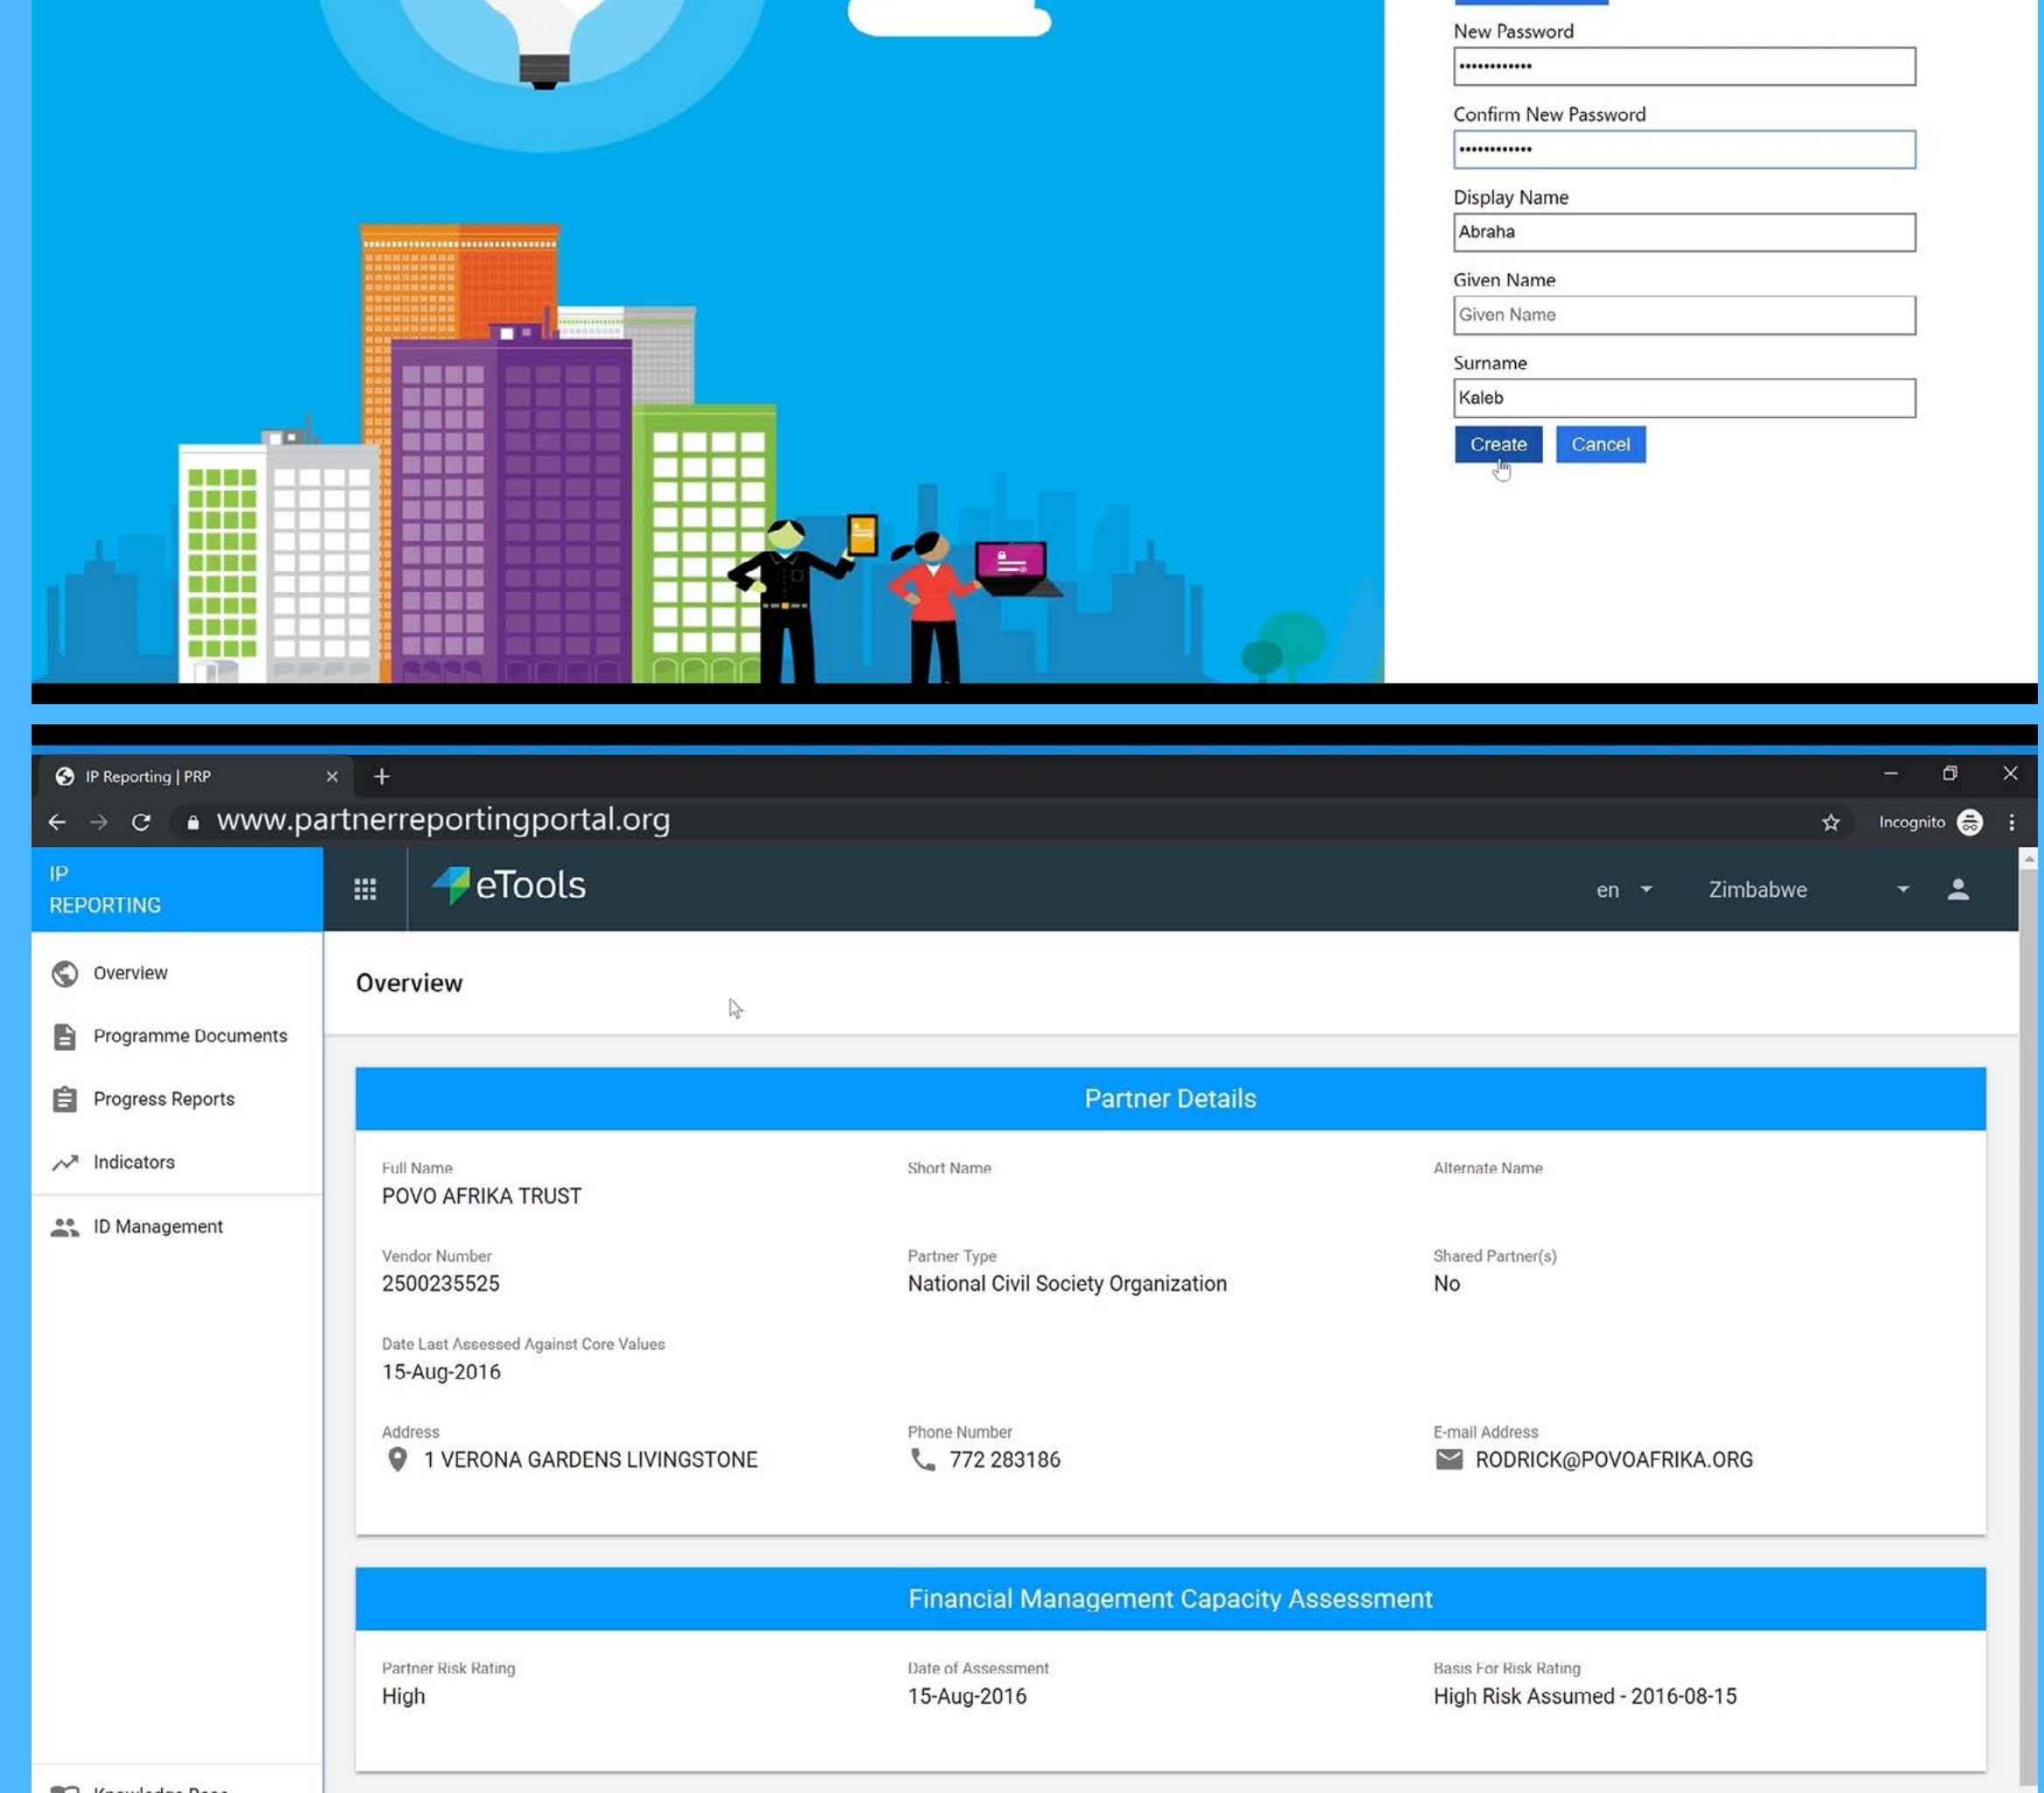 New Password
••••••••••••
Confirm New Password
••••••••••••
Display Name
Abraha
Given Name
Given Name
Surname
Kaleb
Create Cancel
IP Reporting | PRP
www.partnerreportingportal.org
Incognito
IP
REPORTING
eTools
en
Zimbabwe
Overview
Programme Documents
Progress Reports
Indicators
ID Management
Overview
Partner Details
Full Name Short Name Alternate Name
POVO AFRIKA TRUST
Vendor Number Partner Type Shared Partner(s)
2500235525 National Civil Society Organization No
Date Last Assessed Against Core Values
15-Aug-2016
Address Phone Number E-mail Address
1 VERONA GARDENS LIVINGSTONE 772 283186 RODRICK@POVOAFRIKA.ORG
Financial Management Capacity Assessment
Partner Risk Rating Date of Assessment Basis For Risk Rating
High 15-Aug-2016 High Risk Assumed - 2016-08-15